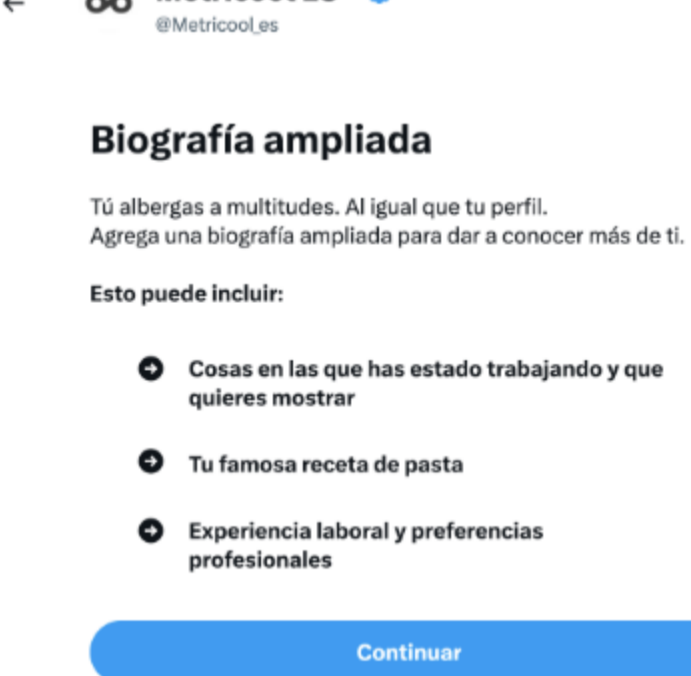 @Metricool_es
Biografía ampliada
Tú albergas a multitudes. Al igual que tu perfil.
Agrega una biografía ampliada para dar a conocer más de ti.
Esto puede incluir:
Cosas en las que has estado trabajando y que
quieres mostrar
Tu famosa receta de pasta
Experiencia laboral y preferencias
profesionales
Continuar